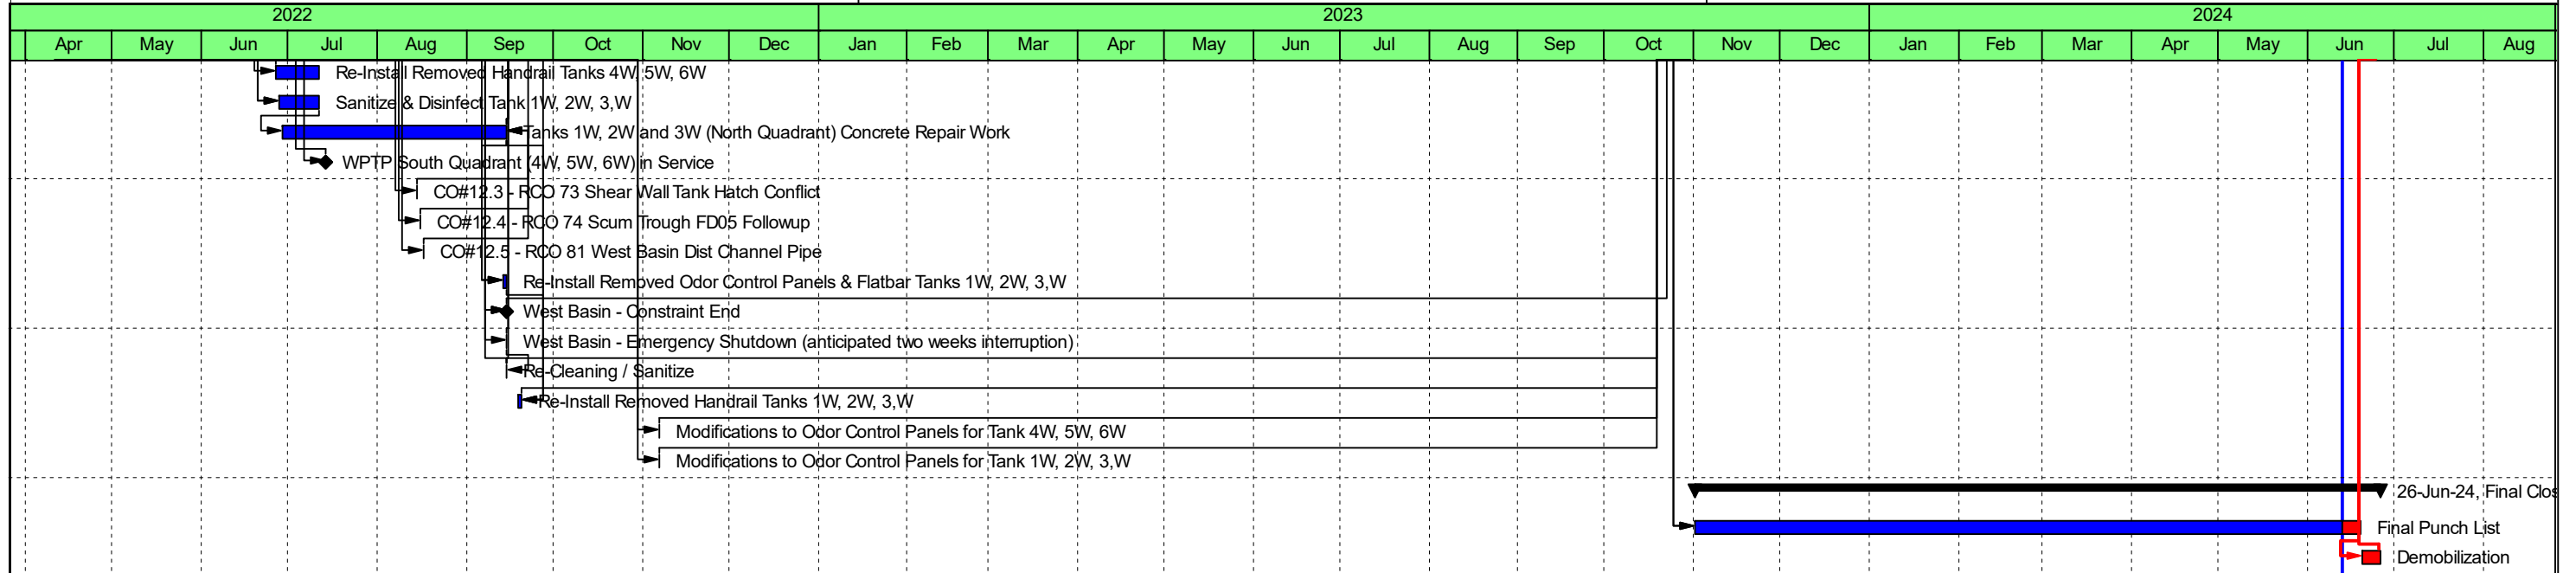 2022 2023 2024
Apr May Jun Jul Aug Sep Oct Nov Dec Jan Feb Mar Apr May Jun Jul Aug Sep Oct Nov Dec Jan Feb Mar Apr May Jun Jul Aug
Re-Install Removed Handrail Tanks 4W, 5W, 6W
Sanitize & Disinfect Tank 1W, 2W, 3,W
Tanks 1W, 2W and 3W (North Quadrant) Concrete Repair Work
WPTP South Quadrant (4W, 5W, 6W) in Service
CO#12.3 - RCO 73 Shear Wall Tank Hatch Conflict
CO#12.4 - RCO 74 Scum Trough FD05 Followup
CO#12.5 - RCO 81 West Basin Dist Channel Pipe
Re-Install Removed Odor Control Panels & Flatbar Tanks 1W, 2W, 3,W
West Basin - Constraint End
West Basin - Emergency Shutdown (anticipated two weeks interruption)
Re-Cleaning / Sanitize
Re-Install Removed Handrail Tanks 1W, 2W, 3,W
Modifications to Odor Control Panels for Tank 4W, 5W, 6W
Modifications to Odor Control Panels for Tank 1W, 2W, 3,W
26-Jun-24, Final Clos
Final Punch List
Demobilization